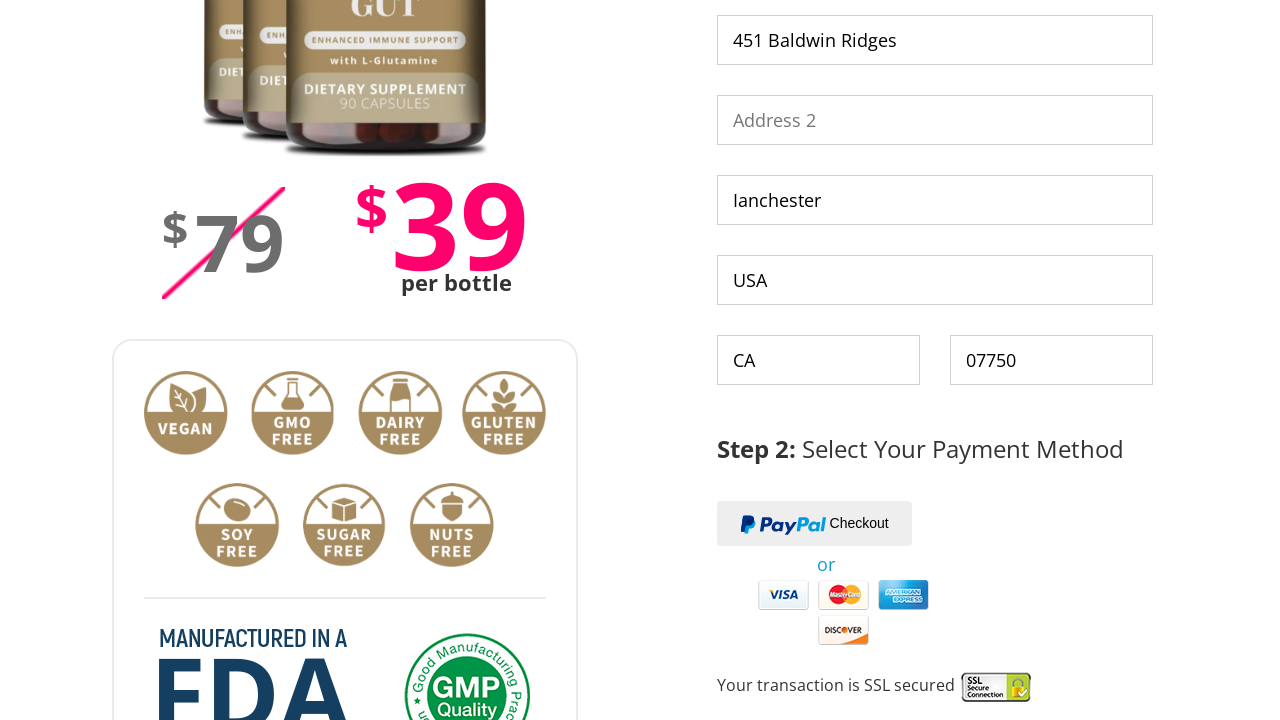 GUT
ENHANCED IMMUNE SUPPORT
with L-Glutamine
DIETARY SUPPLEMENT
90 CAPSULES
$79
$39
per bottle
VEGAN
GMO FREE
DAIRY FREE
GLUTEN FREE
SOY FREE
SUGAR FREE
NUTS FREE
MANUFACTURED IN A
FDA
Good Manufacturing
GMP
Quality
451 Baldwin Ridges
Address 2
Ianchester
USA
CA
07750
Step 2: Select Your Payment Method
PayPal Checkout
or
VISA
MasterCard
AMERICAN EXPRESS
DISCOVER
Your transaction is SSL secured
SSL
Secure
Connection